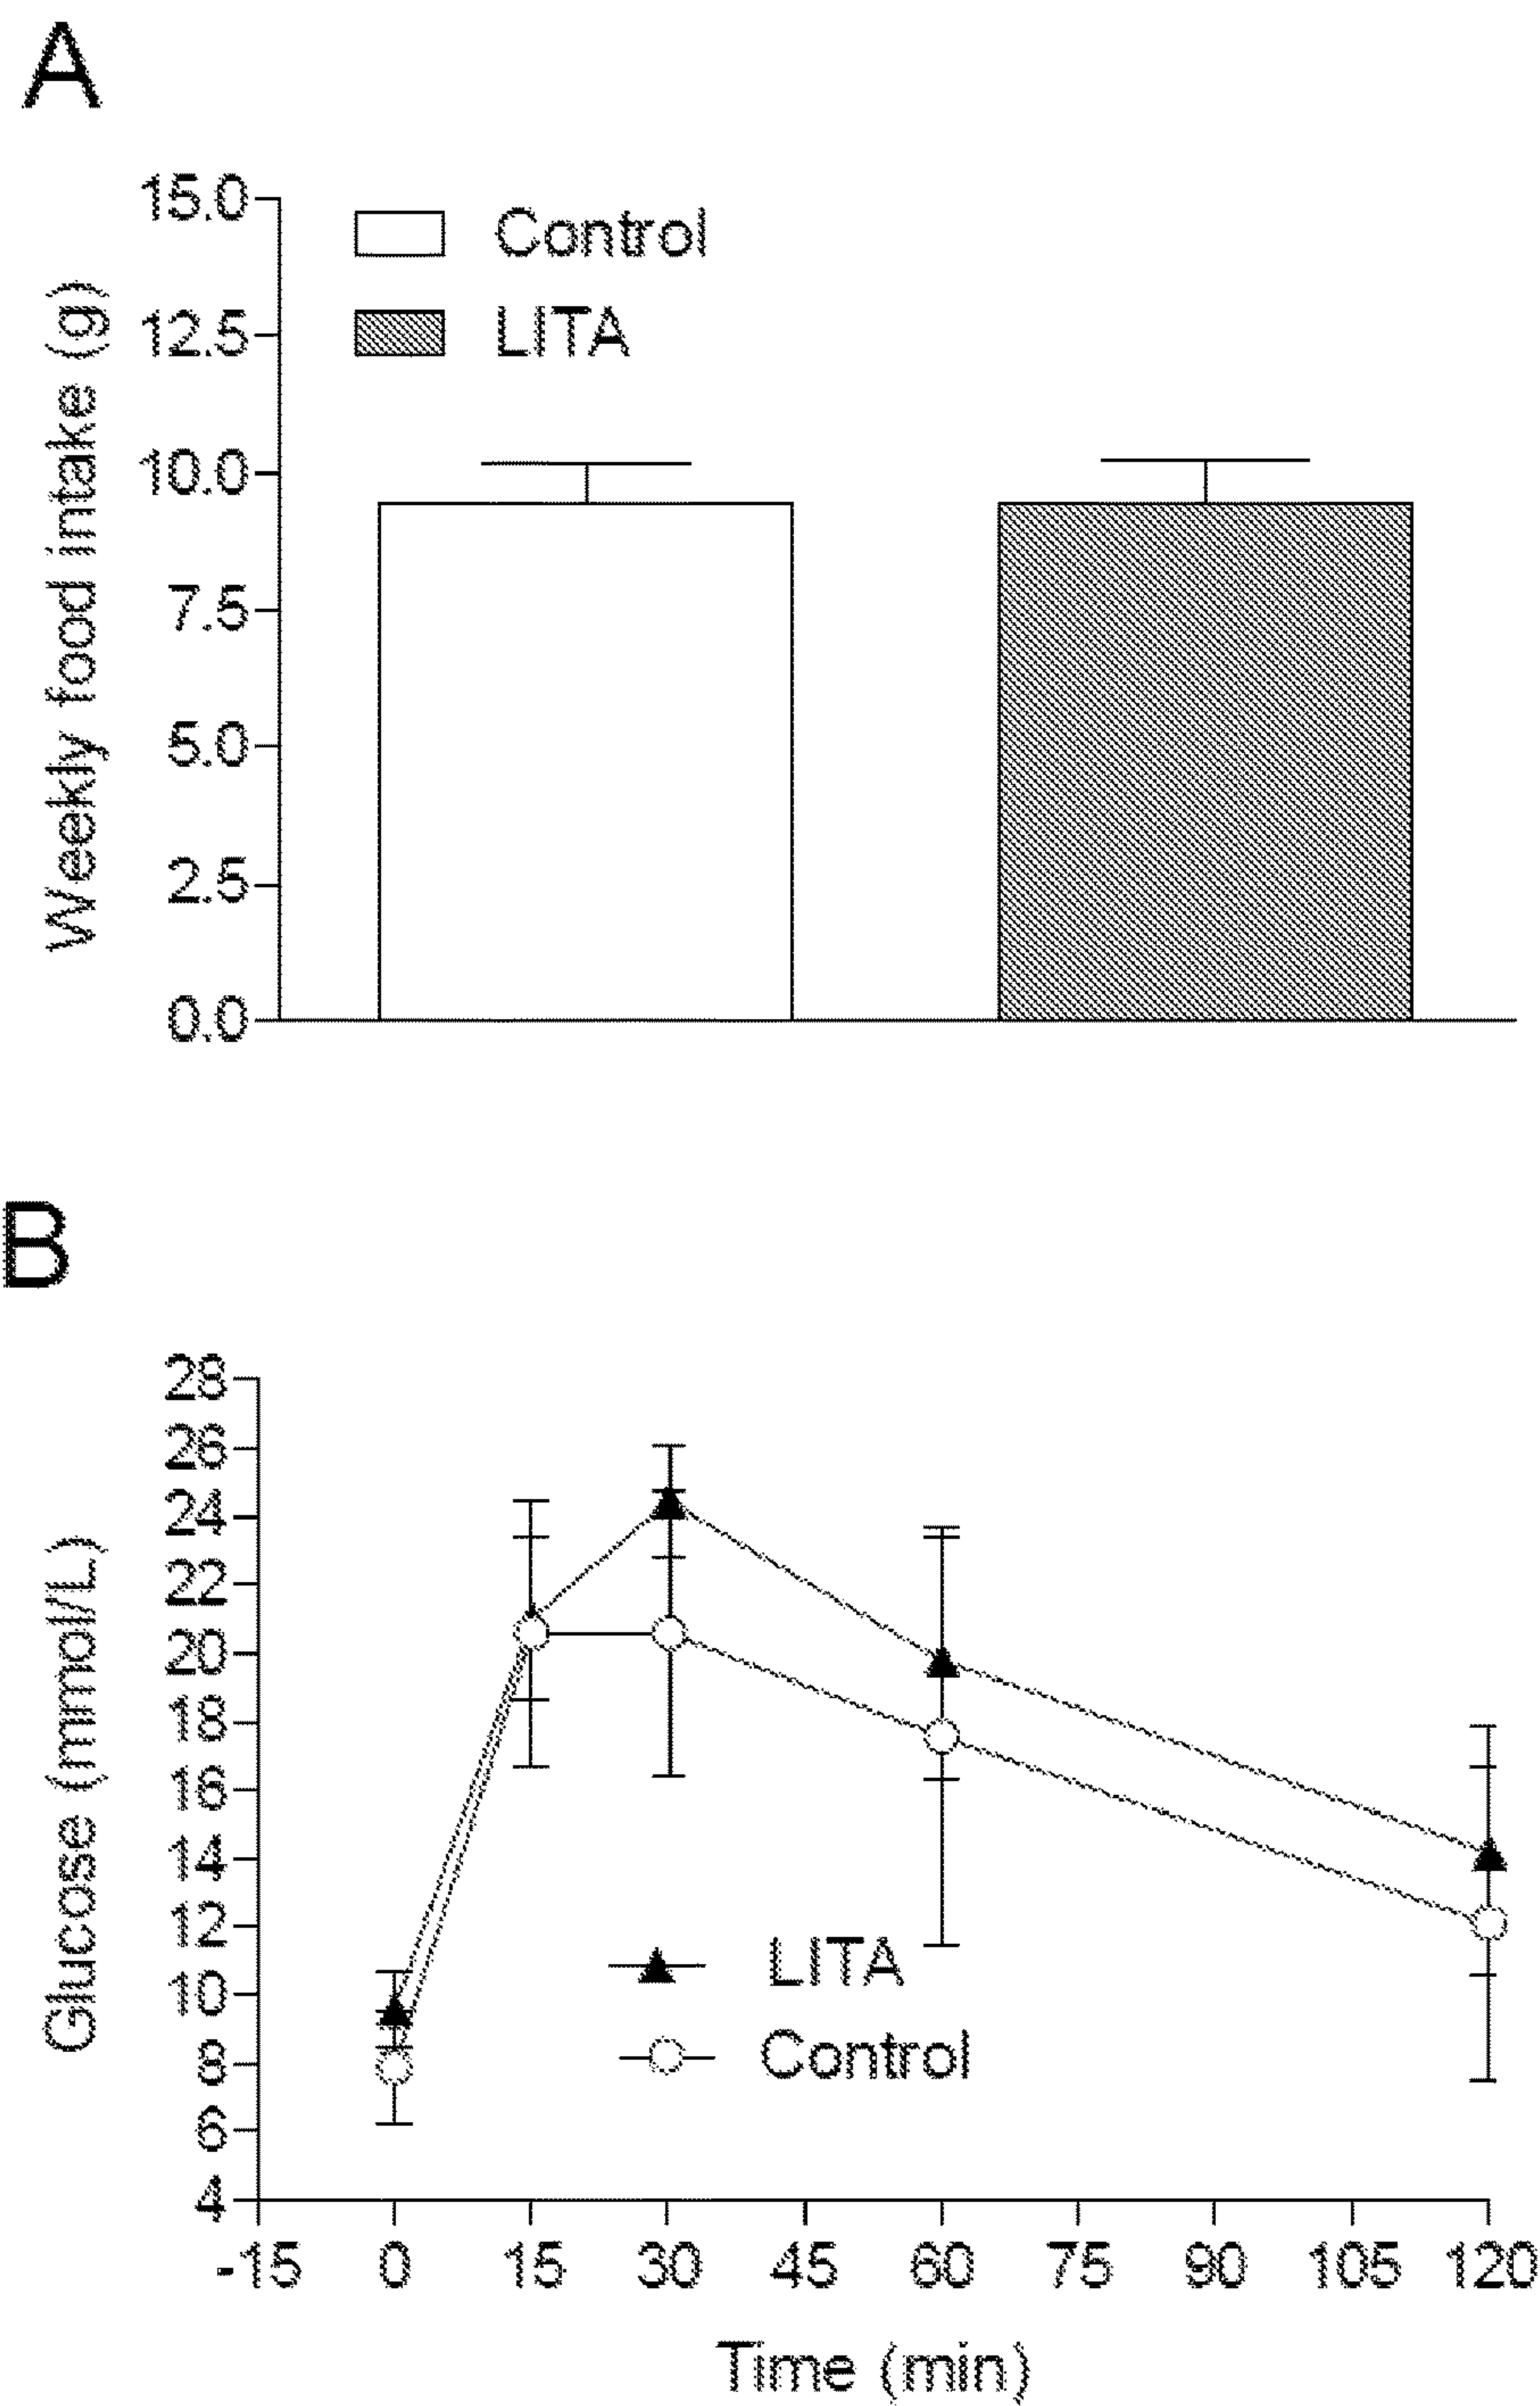 A
15.0
12.5
10.0
7.5
5.0
2.5
0.0
Weekly food intake (g)
Control
LITA
B
28
26
24
22
20
18
16
14
12
10
8
6
4
Glucose (mmol/L)
LITA
Control
-15 0 15 30 45 60 75 90 105 120
Time (min)